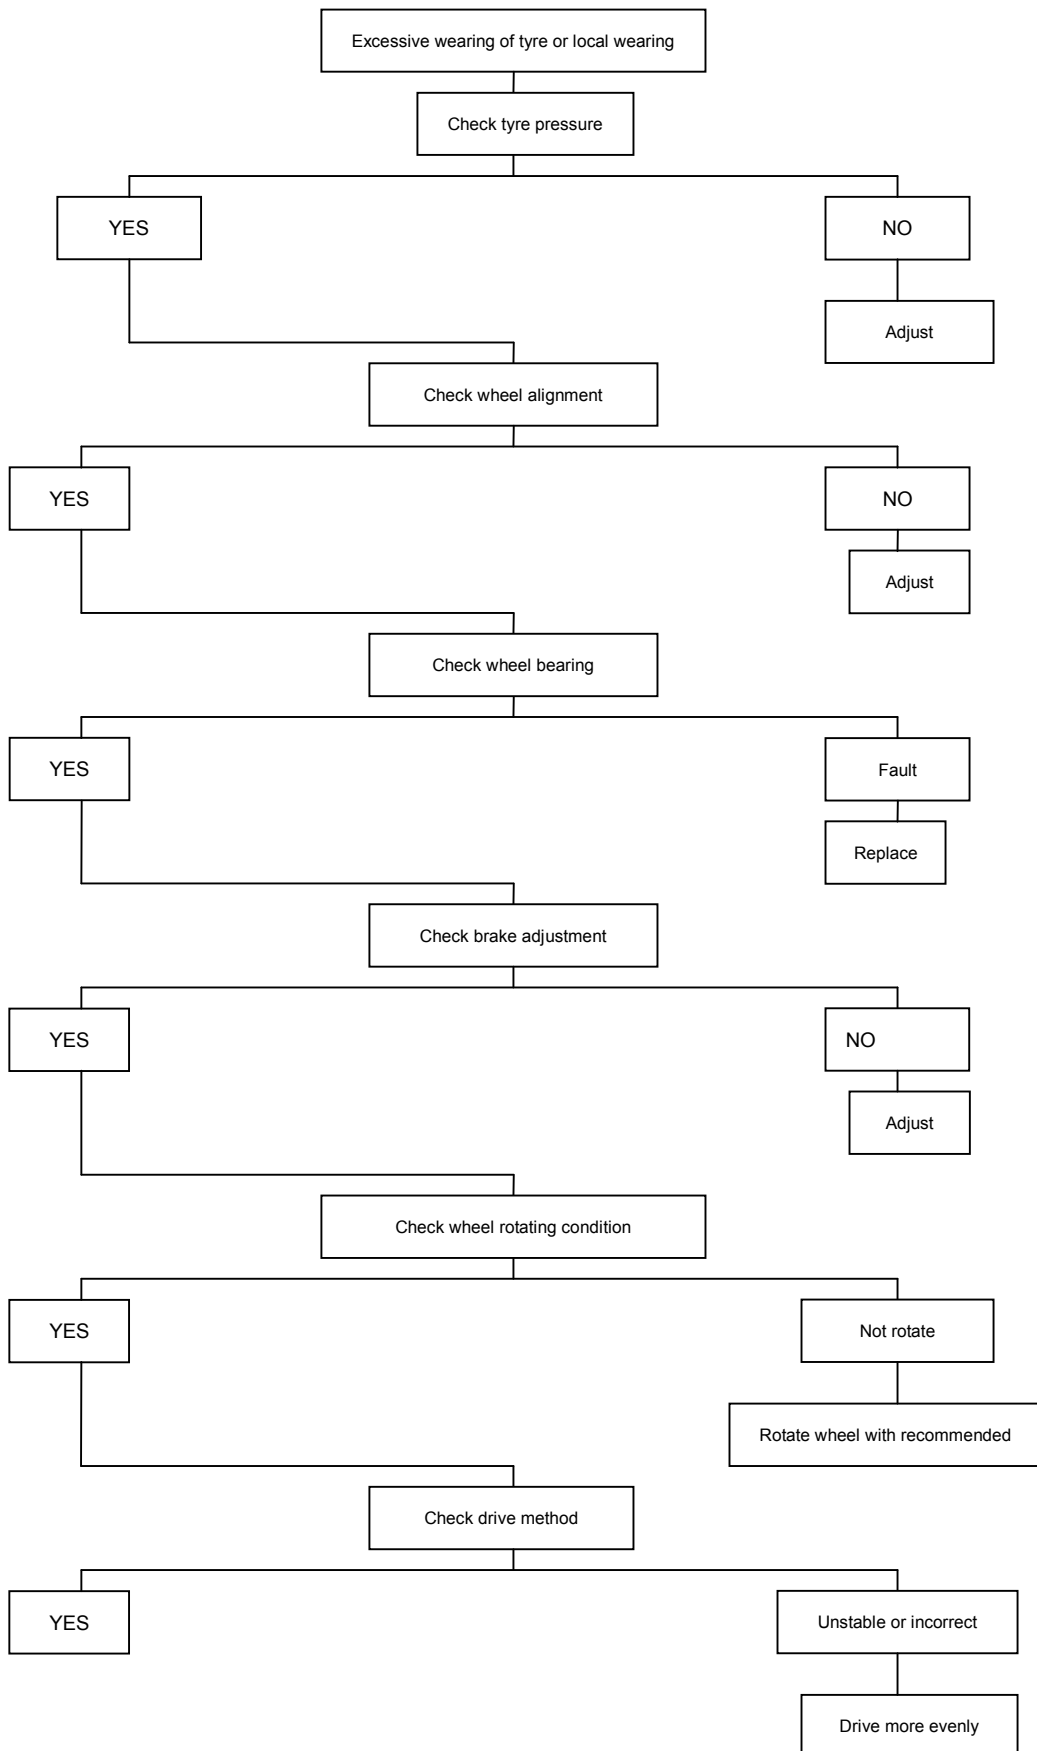 Excessive wearing of tyre or local wearing
Check tyre pressure
YES
NO
Adjust
Check wheel alignment
YES
NO
Adjust
Check wheel bearing
YES
Fault
Replace
Check brake adjustment
YES
NO
Adjust
Check wheel rotating condition
YES
Not rotate
Rotate wheel with recommended
Check drive method
YES
Unstable or incorrect
Drive more evenly